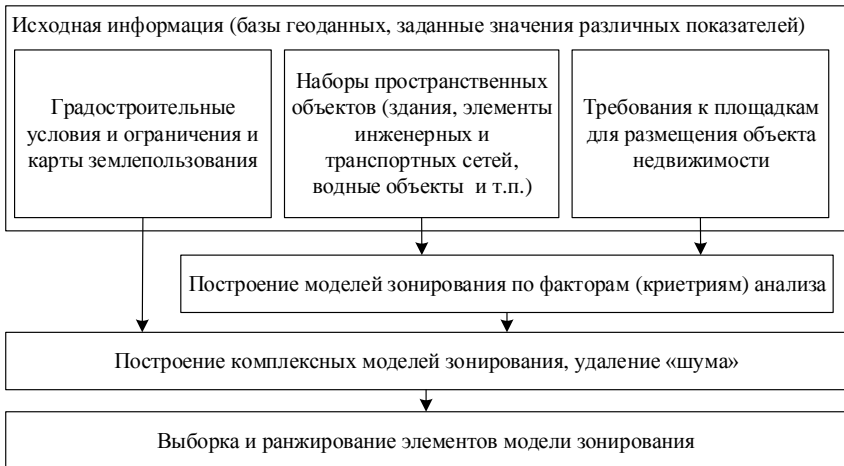 Исходная информация (базы геоданных, заданные значения различных показателей)
Градостроительные
условия и ограничения и
карты землепользования
Наборы пространственных
объектов (здания, элементы
инженерных и
транспортных сетей,
водные объекты и т.п.)
Требования к площадкам
для размещения объекта
недвижимости
Построение моделей зонирования по факторам (криетриям) анализа
Построение комплексных моделей зонирования, удаление «шума»
Выборка и ранжирование элементов модели зонирования